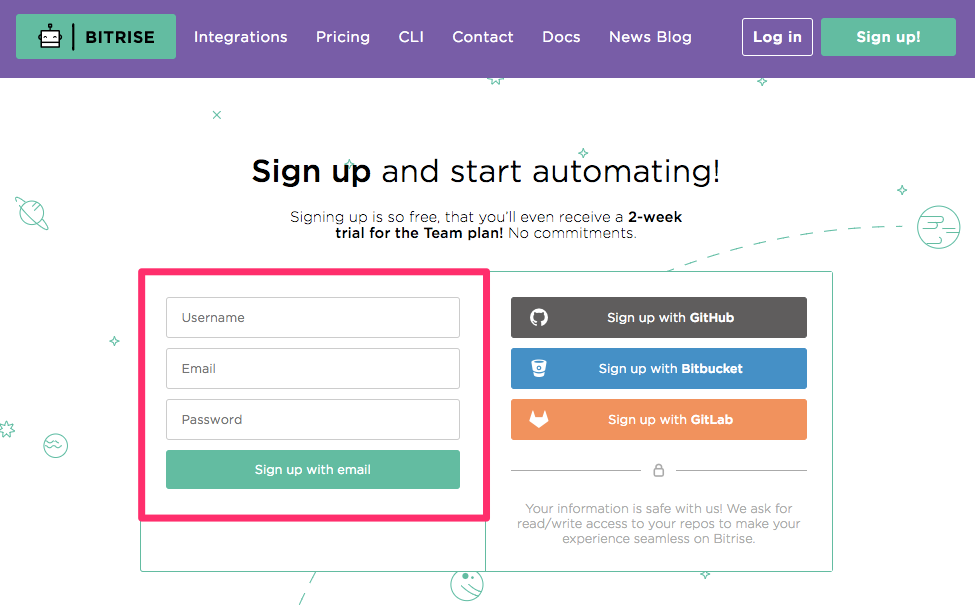 BITRISE
Integrations
Pricing
CLI
Contact
Docs
News Blog
Log in
Sign up!
Sign up and start automating!
Signing up is so free, that you'll even receive a 2-week
trial for the Team plan! No commitments.
Username
Email
Password
Sign up with email
Sign up with GitHub
Sign up with Bitbucket
Sign up with GitLab
Your information is safe with us! We ask for
read/write access to your repos to make your
experience seamless on Bitrise.